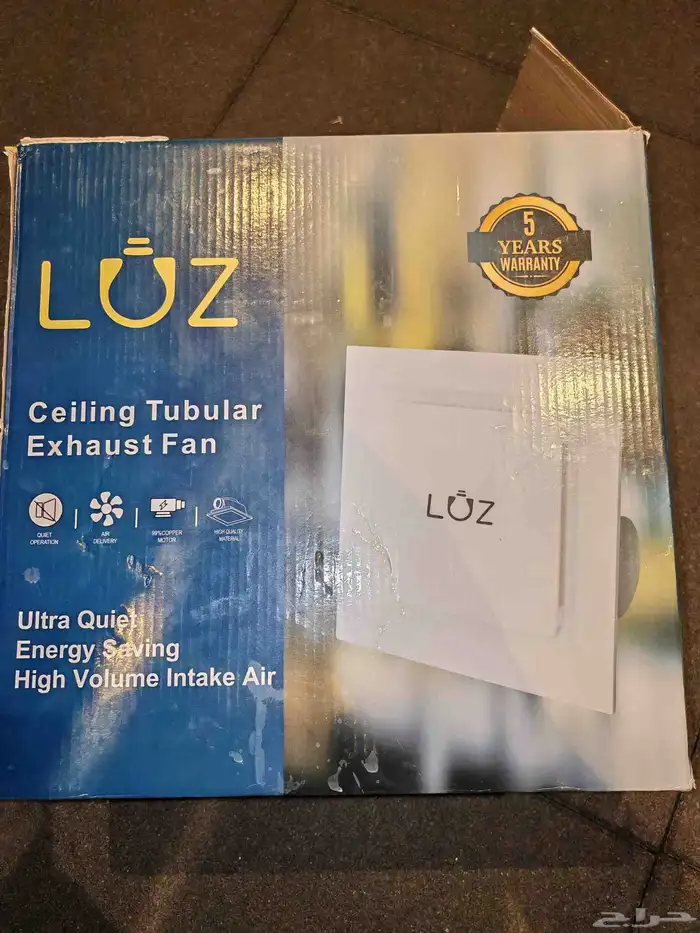 5
YEARS
WARRANTY
LUZ
Ceiling Tubular
Exhaust Fan
QUIET
OPERATION
AIR
DELIVERY
99%COPPER
MOTOR
HIGH QUALITY
MATERIAL
LUZ
Ultra Quiet
Energy Saving
High Volume Intake Air
حراج